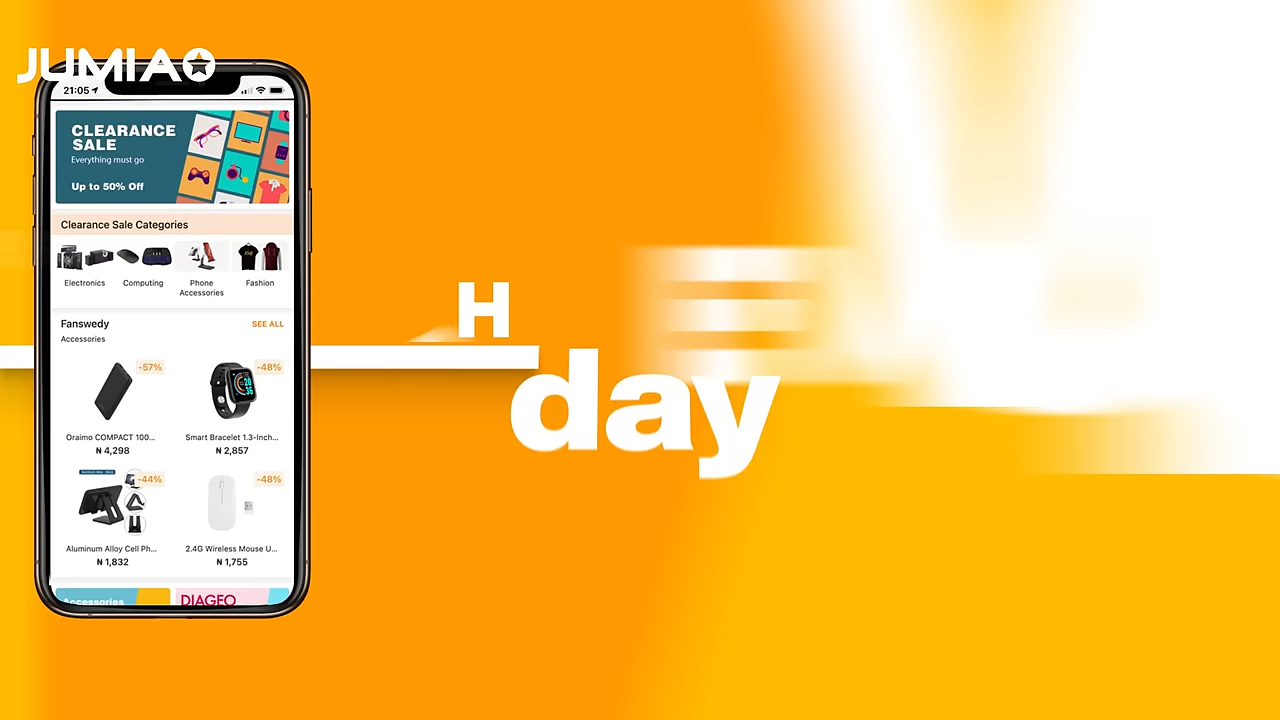 JUMIA
21:05
CLEARANCE
SALE
Everything must go
Up to 50% Off
Clearance Sale Categories
Electronics
Computing
Phone
Accessories
Fashion
Fanswedy
SEE ALL
Accessories
-57%
-48%
Oraimo COMPACT 100...
Smart Bracelet 1.3-Inch...
₦ 4,298
₦ 2,857
-44%
-48%
Aluminum Alloy Cell Ph...
2.4G Wireless Mouse U...
₦ 1,832
₦ 1,755
Accessories
DIAGEO
H
day